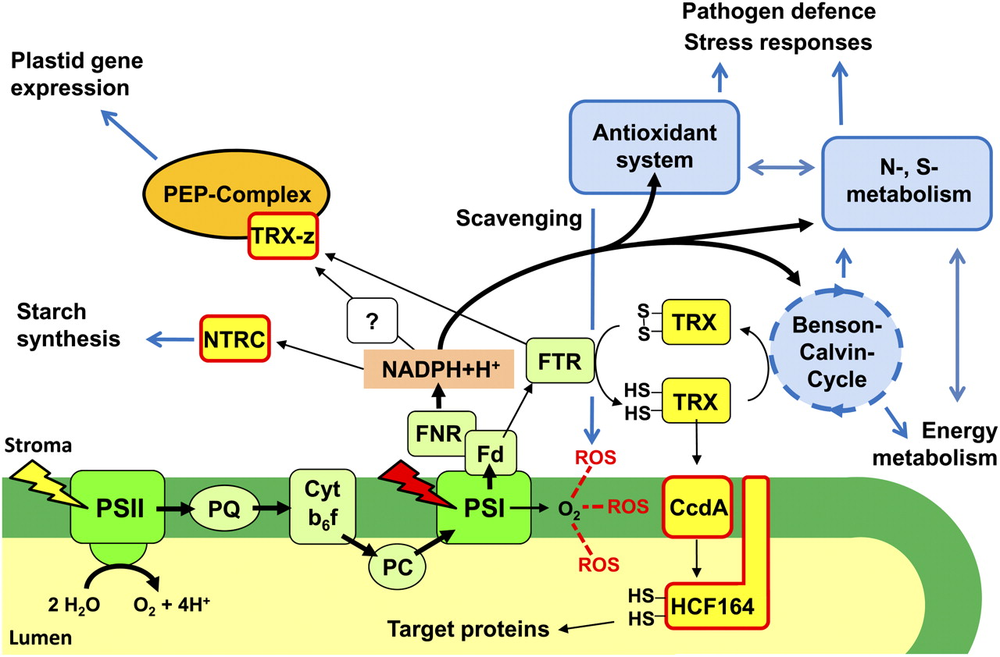 Pathogen defence
Stress responses
Plastid gene
expression
Antioxidant
system
N-, S-
metabolism
PEP-Complex
TRX-z
Scavenging
Starch
synthesis
NTRC
?
NADPH+H⁺
FTR
S
S
TRX
HS
HS
TRX
Benson-
Calvin-
Cycle
Energy
metabolism
FNR
Fd
Stroma
PSII
PQ
Cyt
b₆f
PC
PSI
O₂
ROS
ROS
ROS
CcdA
HS
HS
HCF164
2 H₂O
O₂ + 4H⁺
Target proteins
Lumen